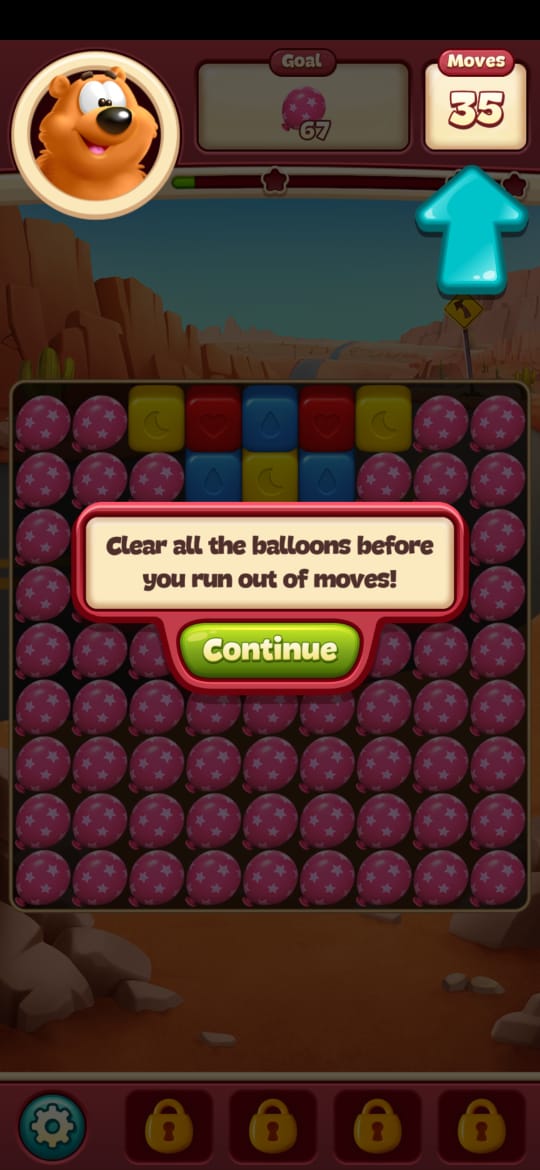 Goal
Moves
67
35
Clear all the balloons before
you run out of moves!
Continue